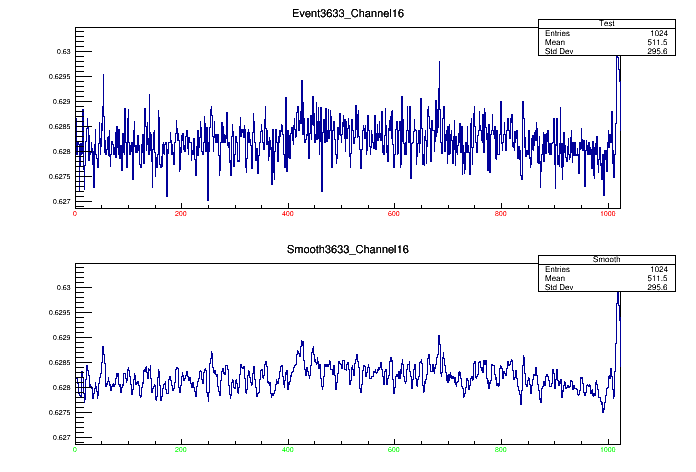 Event3633_Channel16
Test
Entries 1024
Mean 511.5
Std Dev 295.6
0.63
0.6295
0.629
0.6285
0.628
0.6275
0.627
0 200 400 600 800 1000
Smooth3633_Channel16
Smooth
Entries 1024
Mean 511.5
Std Dev 295.6
0.63
0.6295
0.629
0.6285
0.628
0.6275
0.627
0 200 400 600 800 1000